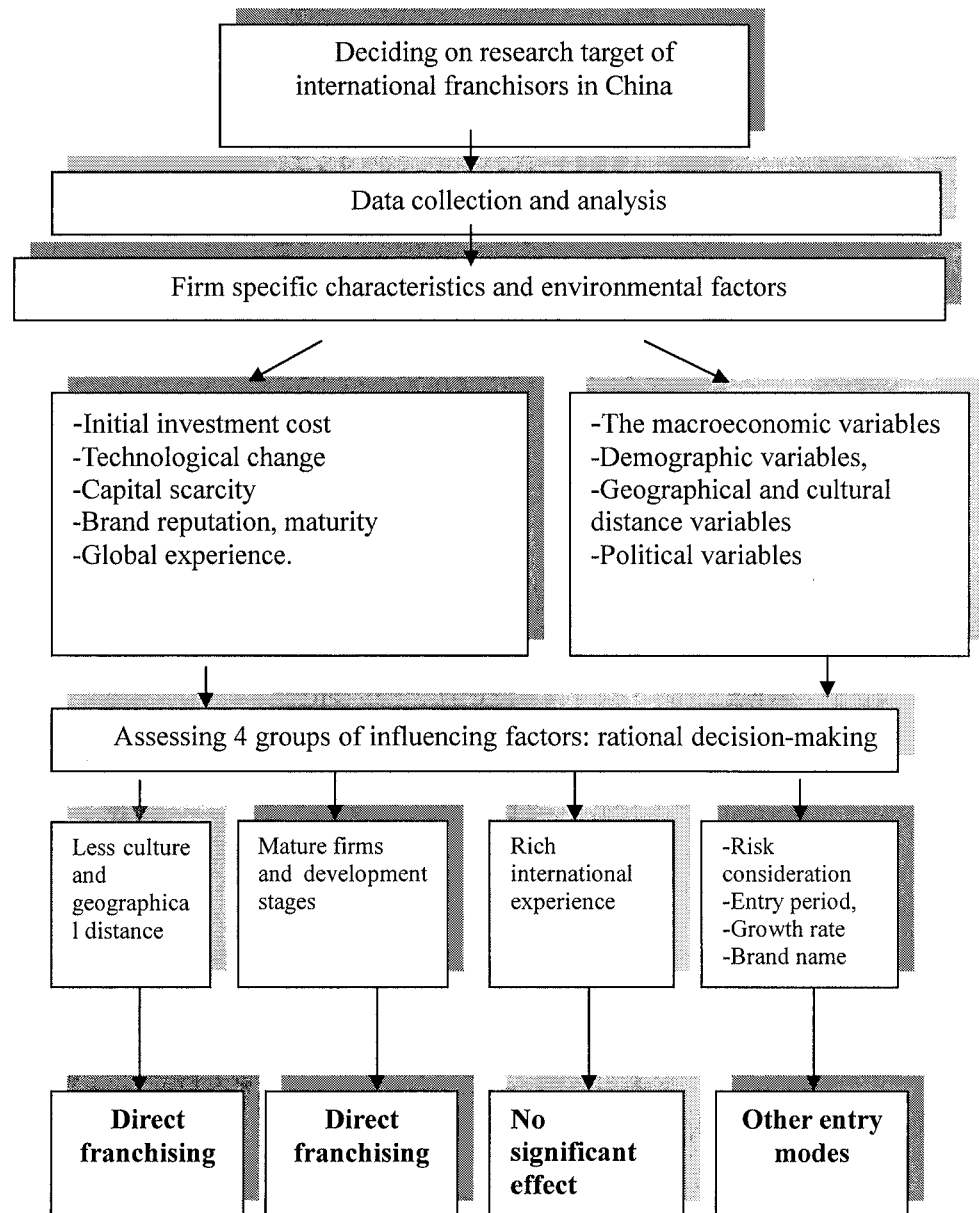 Deciding on research target of
international franchisors in China
Data collection and analysis
Firm specific characteristics and environmental factors
-Initial investment cost
-Technological change
-Capital scarcity
-Brand reputation, maturity
-Global experience.
-The macroeconomic variables
-Demographic variables,
-Geographical and cultural
distance variables
-Political variables
Assessing 4 groups of influencing factors: rational decision-making
Less culture
and
geographica
l distance
Mature firms
and development
stages
Rich
international
experience
-Risk
consideration
-Entry period,
-Growth rate
-Brand name
Direct
franchising
Direct
franchising
No
significant
effect
Other entry
modes